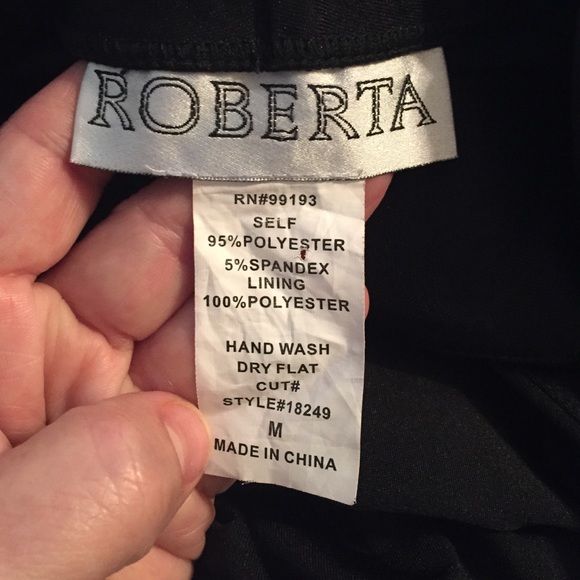 ROBERTA
RN#99193
SELF
95%POLYESTER
5%SPANDEX
LINING
100%POLYESTER
HAND WASH
DRY FLAT
CUT#
STYLE#18249
M
MADE IN CHINA